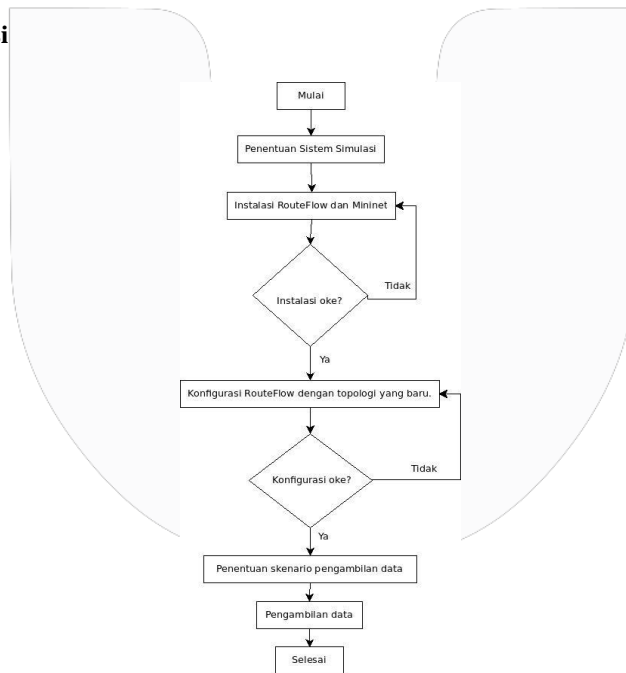 Mulai
Penentuan Sistem Simulasi
Instalasi RouteFlow dan Mininet
Instalasi oke?
Tidak
Ya
Konfigurasi RouteFlow dengan topologi yang baru.
Konfigurasi oke?
Tidak
Ya
Penentuan skenario pengambilan data
Pengambilan data
Selesai